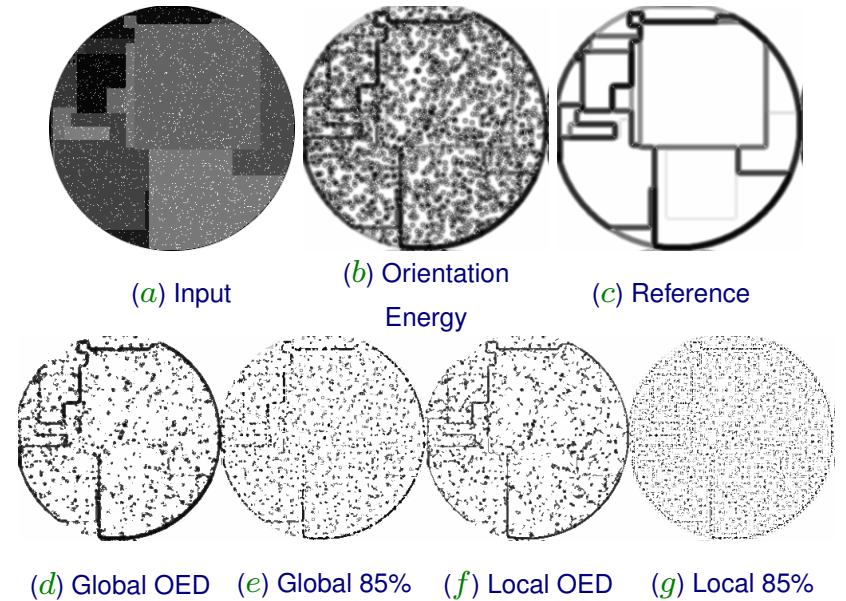 (a) Input
(b) Orientation
Energy
(c) Reference
(d) Global OED
(e) Global 85%
(f) Local OED
(g) Local 85%